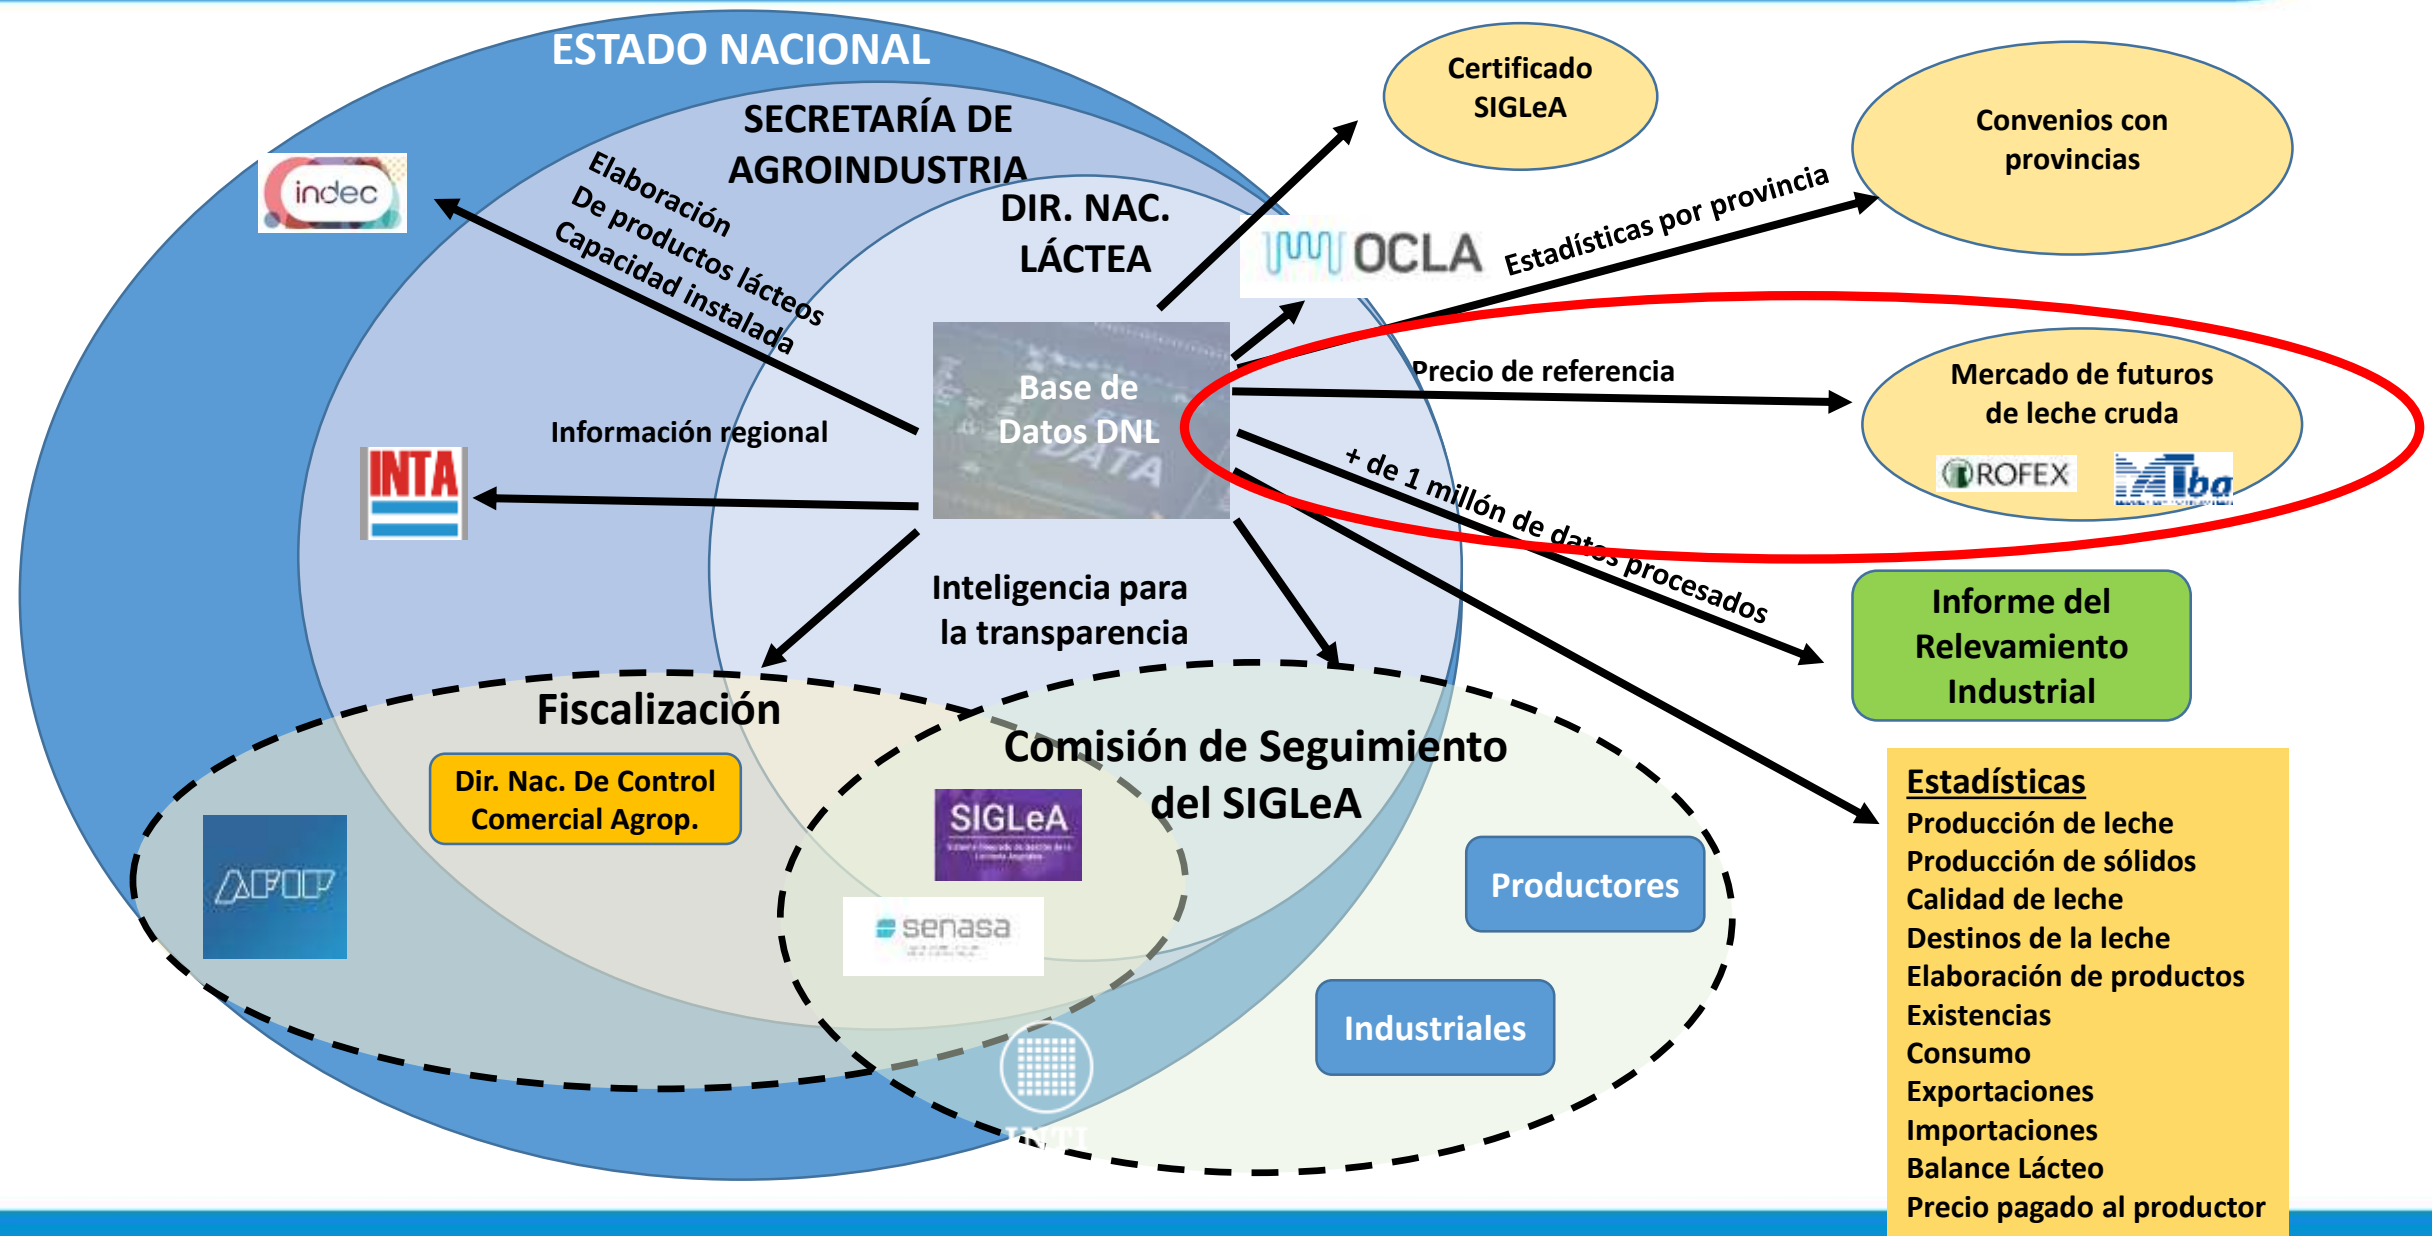 ESTADO NACIONAL
SECRETARÍA DE
AGROINDUSTRIA
DIR. NAC.
LÁCTEA
Certificado
SIGLeA
Convenios con
provincias
indec
Elaboración
De productos lácteos
Capacidad instalada
OCLA
Estadísticas por provincia
Base de
Datos DNL
DATA
Precio de referencia
Mercado de futuros
de leche cruda
ROFEX
MATba
Información regional
INTA
+ de 1 millón de datos procesados
Inteligencia para
la transparencia
Informe del
Relevamiento
Industrial
Fiscalización
Dir. Nac. De Control
Comercial Agrop.
AFIP
Comisión de Seguimiento
del SIGLeA
SIGLeA
senasa
Productores
Industriales
INTI
Estadísticas
Producción de leche
Producción de sólidos
Calidad de leche
Destinos de la leche
Elaboración de productos
Existencias
Consumo
Exportaciones
Importaciones
Balance Lácteo
Precio pagado al productor